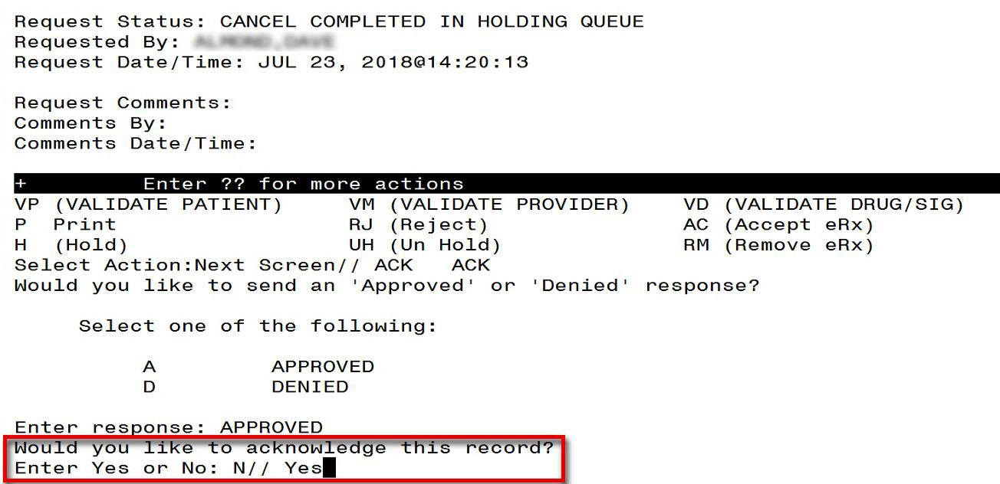 Request Status: CANCEL COMPLETED IN HOLDING QUEUE
Requested By:
Request Date/Time: JUL 23, 2018@14:20:13
Request Comments:
Comments By:
Comments Date/Time:
+ Enter ?? for more actions
VP (VALIDATE PATIENT) VM (VALIDATE PROVIDER) VD (VALIDATE DRUG/SIG)
P Print RJ (Reject) AC (Accept eRx)
H (Hold) UH (Un Hold) RM (Remove eRx)
Select Action:Next Screen// ACK ACK
Would you like to send an 'Approved' or 'Denied' response?
Select one of the following:
A APPROVED
D DENIED
Enter response: APPROVED
Would you like to acknowledge this record?
Enter Yes or No: N// Yes